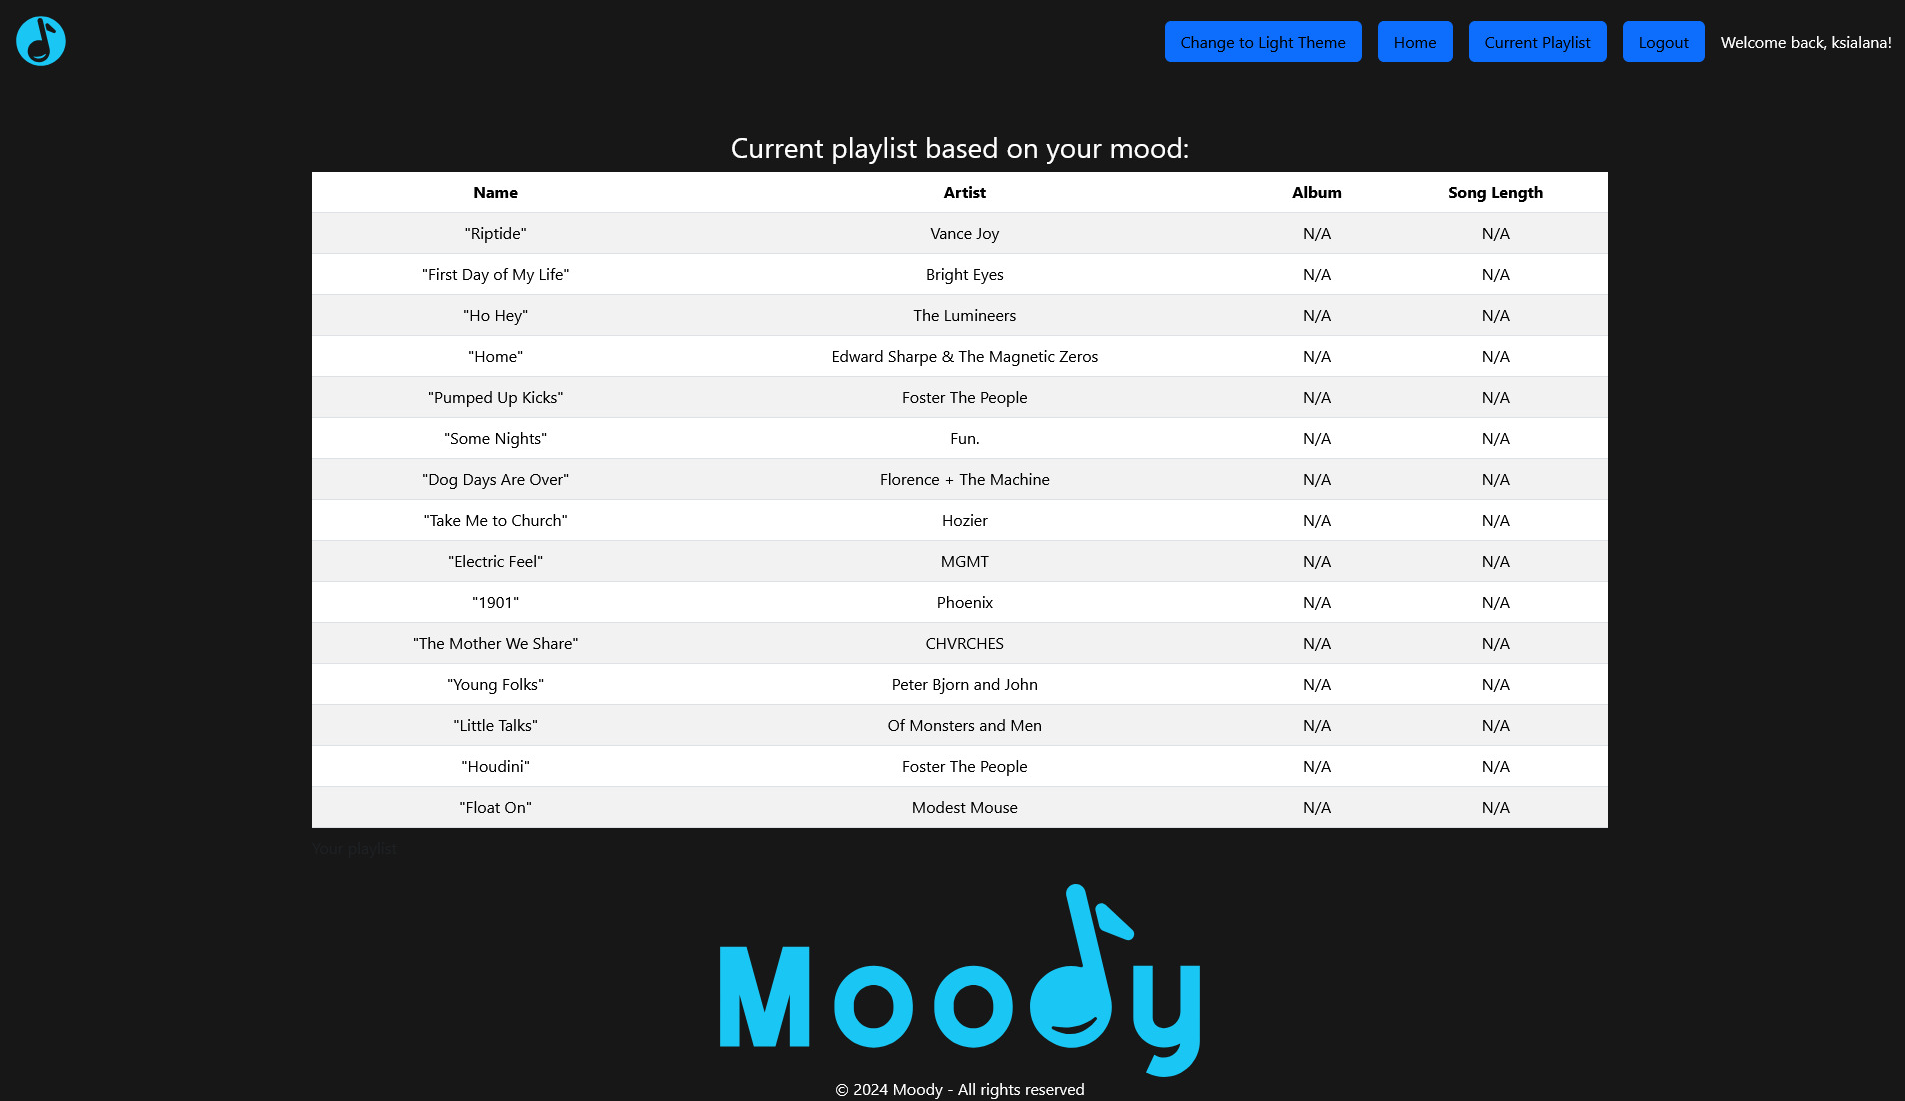 Change to Light Theme Home Current Playlist Logout Welcome back, ksialana!
Current playlist based on your mood:
Name Artist Album Song Length
"Riptide" Vance Joy N/A N/A
"First Day of My Life" Bright Eyes N/A N/A
"Ho Hey" The Lumineers N/A N/A
"Home" Edward Sharpe & The Magnetic Zeros N/A N/A
"Pumped Up Kicks" Foster The People N/A N/A
"Some Nights" Fun. N/A N/A
"Dog Days Are Over" Florence + The Machine N/A N/A
"Take Me to Church" Hozier N/A N/A
"Electric Feel" MGMT N/A N/A
"1901" Phoenix N/A N/A
"The Mother We Share" CHVRCHES N/A N/A
"Young Folks" Peter Bjorn and John N/A N/A
"Little Talks" Of Monsters and Men N/A N/A
"Houdini" Foster The People N/A N/A
"Float On" Modest Mouse N/A N/A
Your playlist.
Moody
© 2024 Moody - All rights reserved